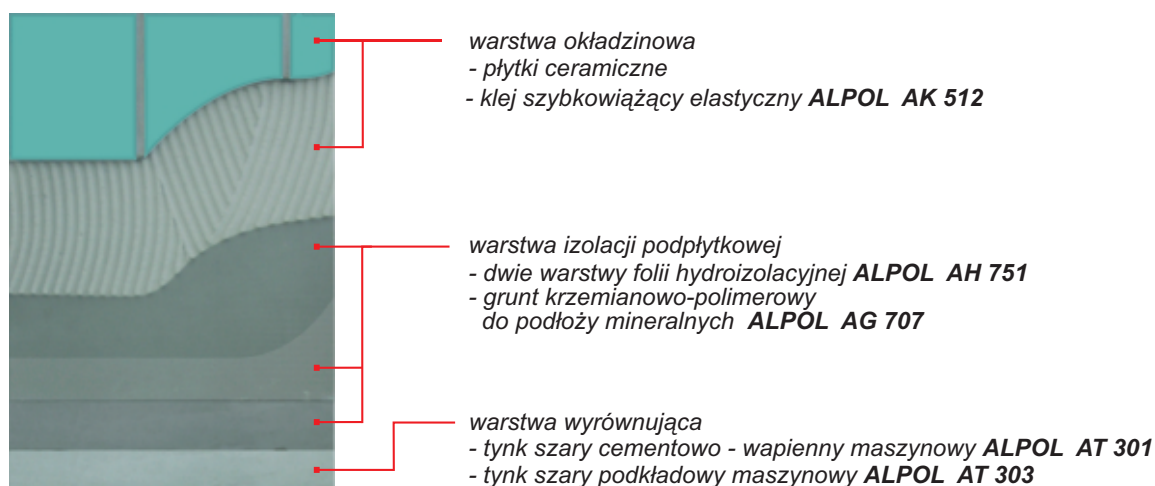 warstwa okładzinowa
- płytki ceramiczne
- klej szybkowiążący elastyczny ALPOL AK 512
warstwa izolacji podpłytkowej
- dwie warstwy folii hydroizolacyjnej ALPOL AH 751
- grunt krzemianowo-polimerowy
do podłoży mineralnych ALPOL AG 707
warstwa wyrównująca
- tynk szary cementowo - wapienny maszynowy ALPOL AT 301
- tynk szary podkładowy maszynowy ALPOL AT 303